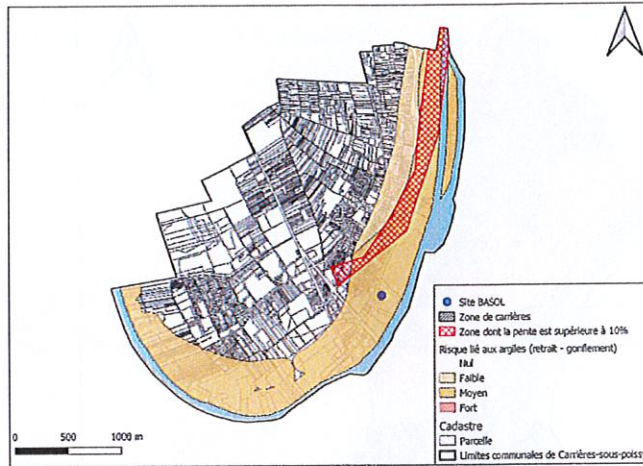 Site BASOL
Zone de carrières
Zone dont la pente est supérieure à 10%
Risque lié aux argiles (retrait - gonflement)
Nul
Faible
Moyen
Fort
Cadastre
Parcelle
Limites communales de Carrières-sous-poiss
0 500 1000 m